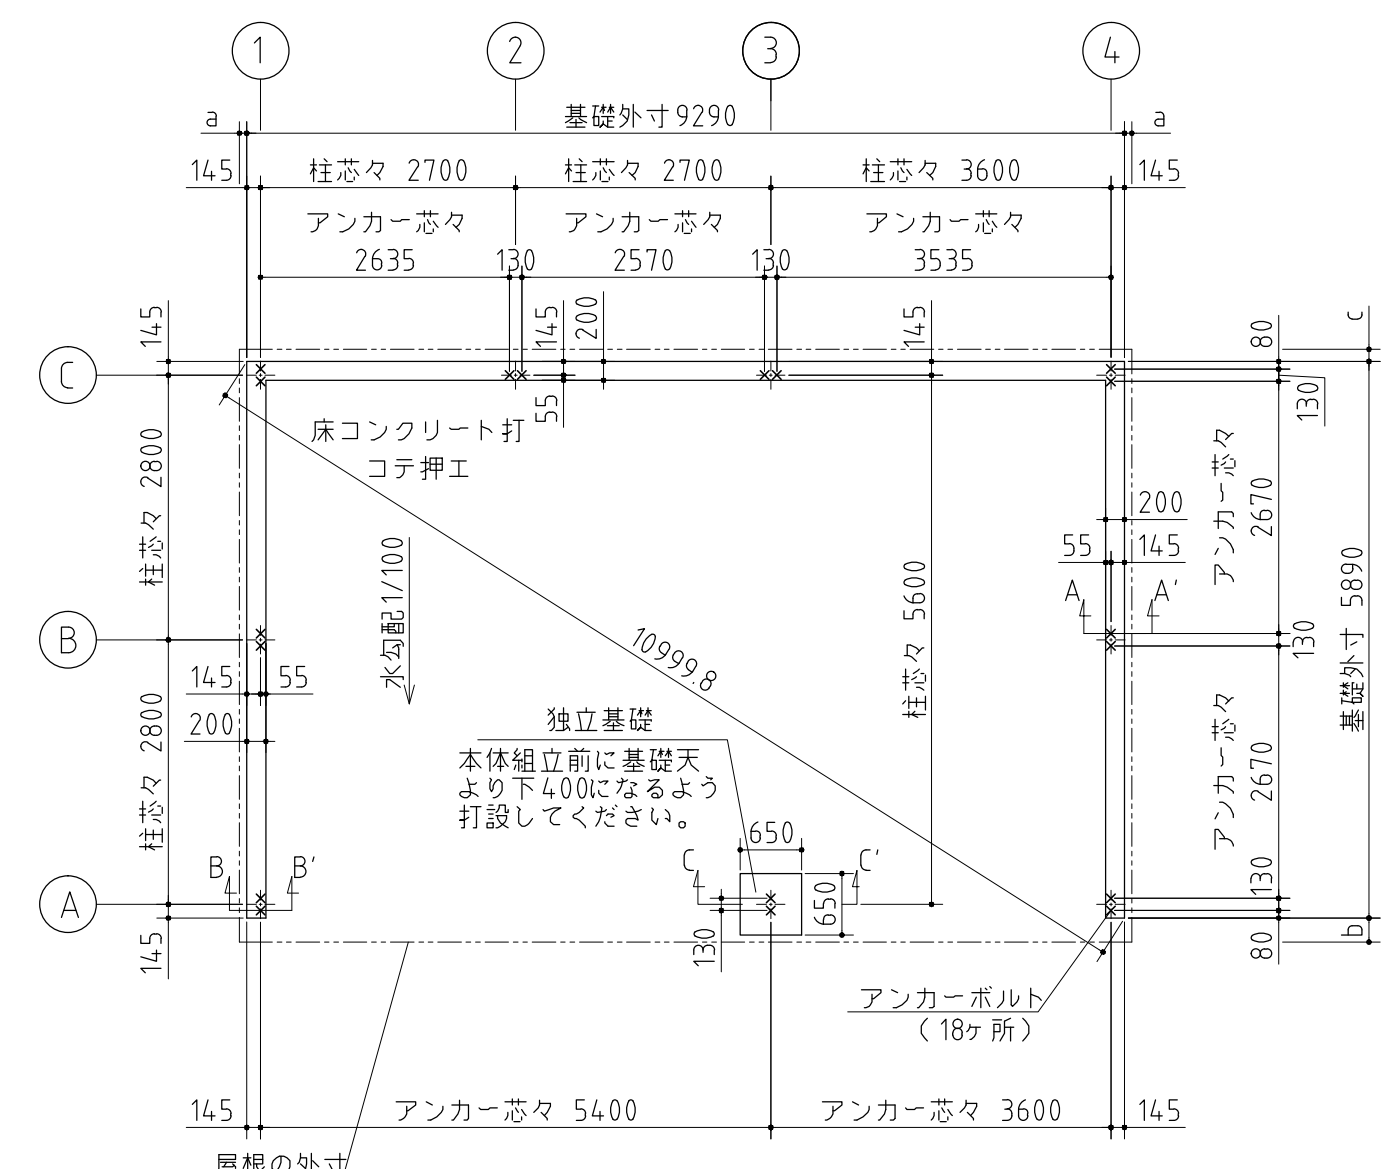 1 2 3 4
a 基礎外寸9290 a
145 柱芯々 2700 柱芯々 2700 柱芯々 3600 145
アンカー芯々 アンカー芯々 アンカー芯々
2635 130 2570 130 3535
145 145 200 145 80 c
C
55 130
床コンクリート打
コテ押エ
柱芯々 2800
アンカー芯々 2670
200
55 145
A A'
水勾配1/100
柱芯々 5600
10999.8
基礎外寸 5890
B
130
145 55
200
柱芯々 2800
アンカー芯々 2670
独立基礎
本体組立前に基礎天
より下400になるよう
打設してください。
650
B B' C C'
650
130
A
145 130 80 b
アンカーボルト
(18ヶ所)
145 アンカー芯々 5400 アンカー芯々 3600 145
屋根の外寸